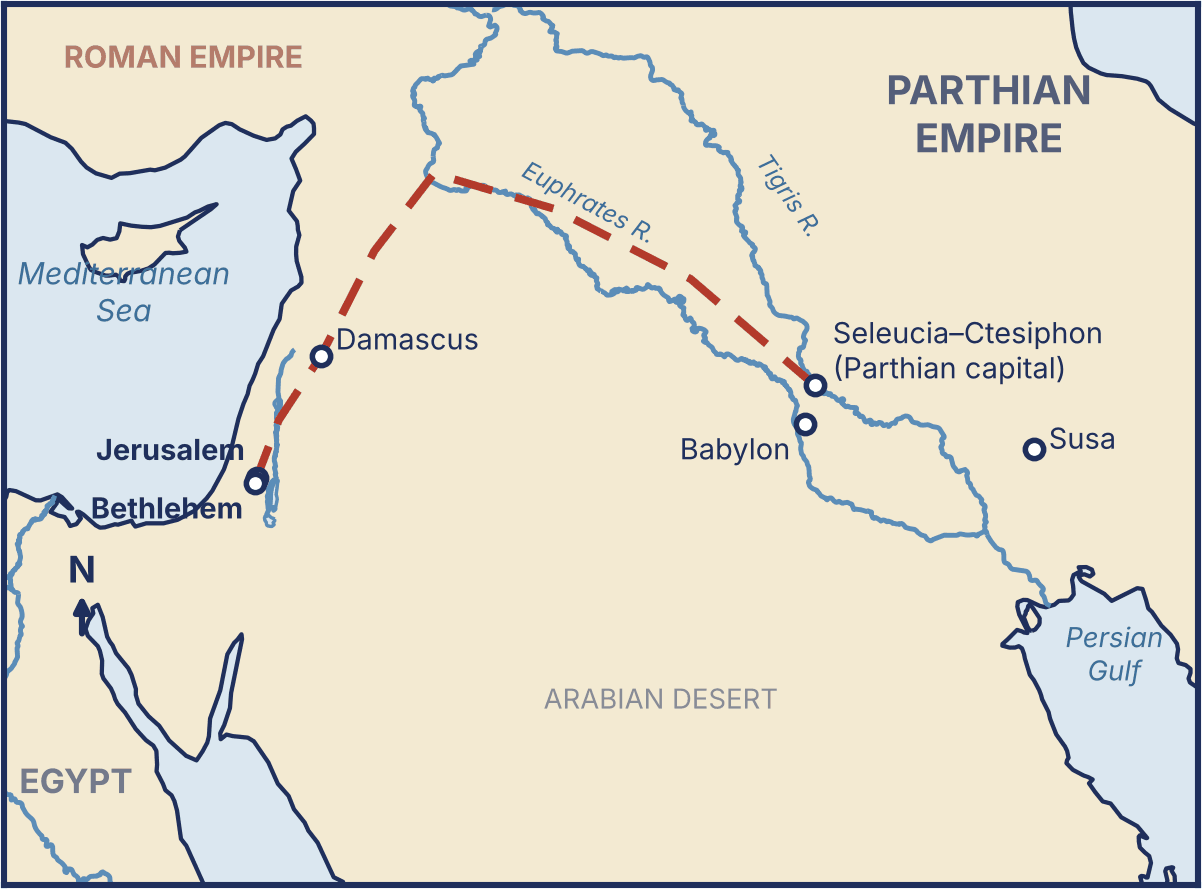 ROMAN EMPIRE
PARTHIAN
EMPIRE
Euphrates R.
Tigris R.
Mediterranean
Sea
Damascus
Seleucia–Ctesiphon
(Parthian capital)
Jerusalem
Babylon
Susa
Bethlehem
N
Persian
Gulf
ARABIAN DESERT
EGYPT